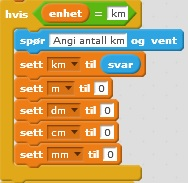 hvis enhet = km
spør Angi antall km og vent
sett km til svar
sett m til 0
sett dm til 0
sett cm til 0
sett mm til 0